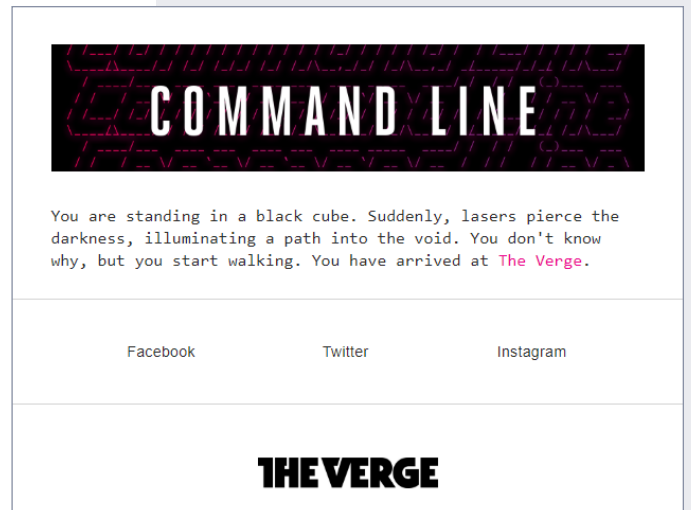 COMMAND LINE
You are standing in a black cube. Suddenly, lasers pierce the
darkness, illuminating a path into the void. You don't know
why, but you start walking. You have arrived at The Verge.
Facebook Twitter Instagram
THE VERGE